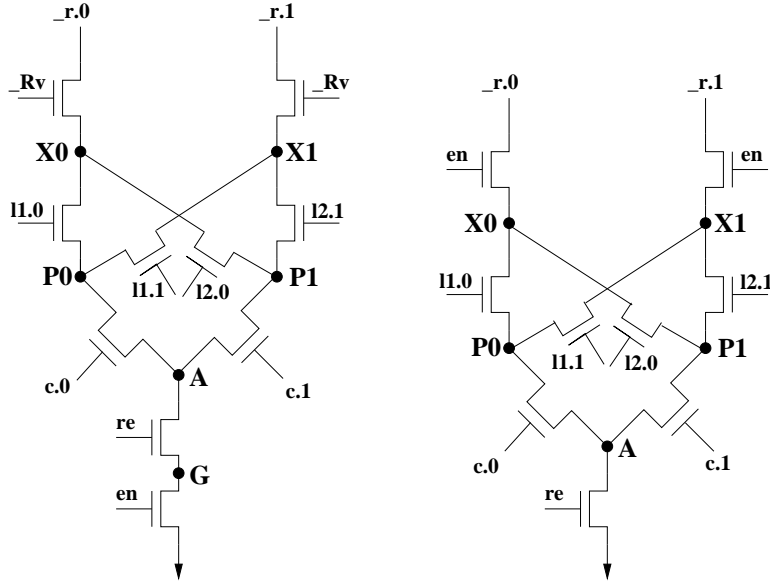 _r.0 _r.1
_Rv _Rv
X0 X1
l1.0 l2.1
P0 P1
l1.1 l2.0
c.0 A c.1
re
G
en
_r.0 _r.1
en en
X0 X1
l1.0 l2.1
P0 P1
l1.1 l2.0
c.0 A c.1
re